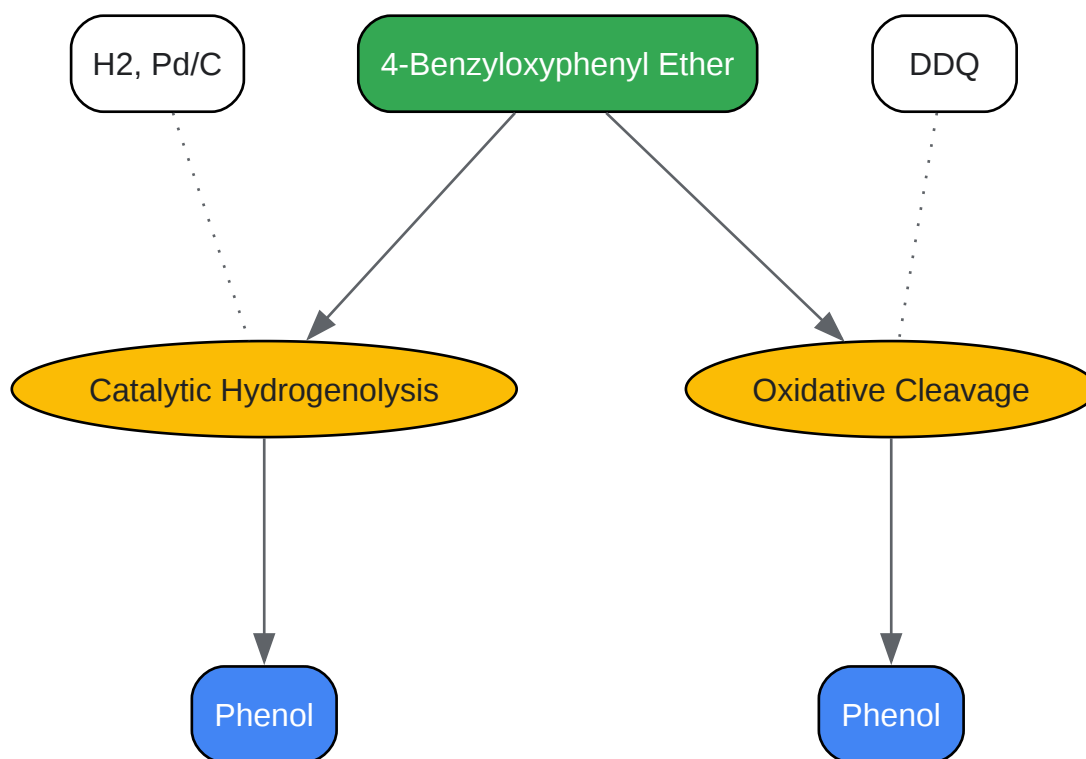 H2, Pd/C
4-Benzyloxyphenyl Ether
DDQ
Catalytic Hydrogenolysis
Oxidative Cleavage
Phenol
Phenol